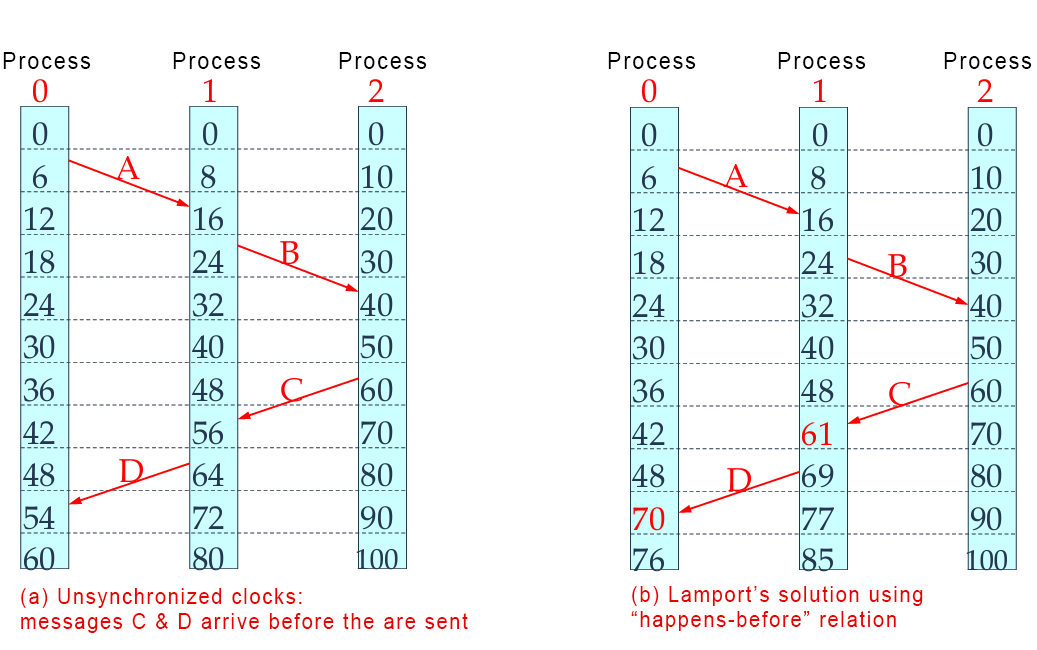 Process Process Process Process Process Process
0 1 2 0 1 2
0 0 0 0 0 0
A A
6 8 10 6 8 10
12 16 20 12 16 20
B B
18 24 30 18 24 30
24 32 40 24 32 40
30 40 50 30 40 50
C C
36 48 60 36 48 60
42 56 70 42 61 70
D D
48 64 80 48 69 80
54 72 90 70 77 90
60 80 100 76 85 100
(a) Unsynchronized clocks:
messages C & D arrive before the are sent
(b) Lamport’s solution using
“happens-before” relation